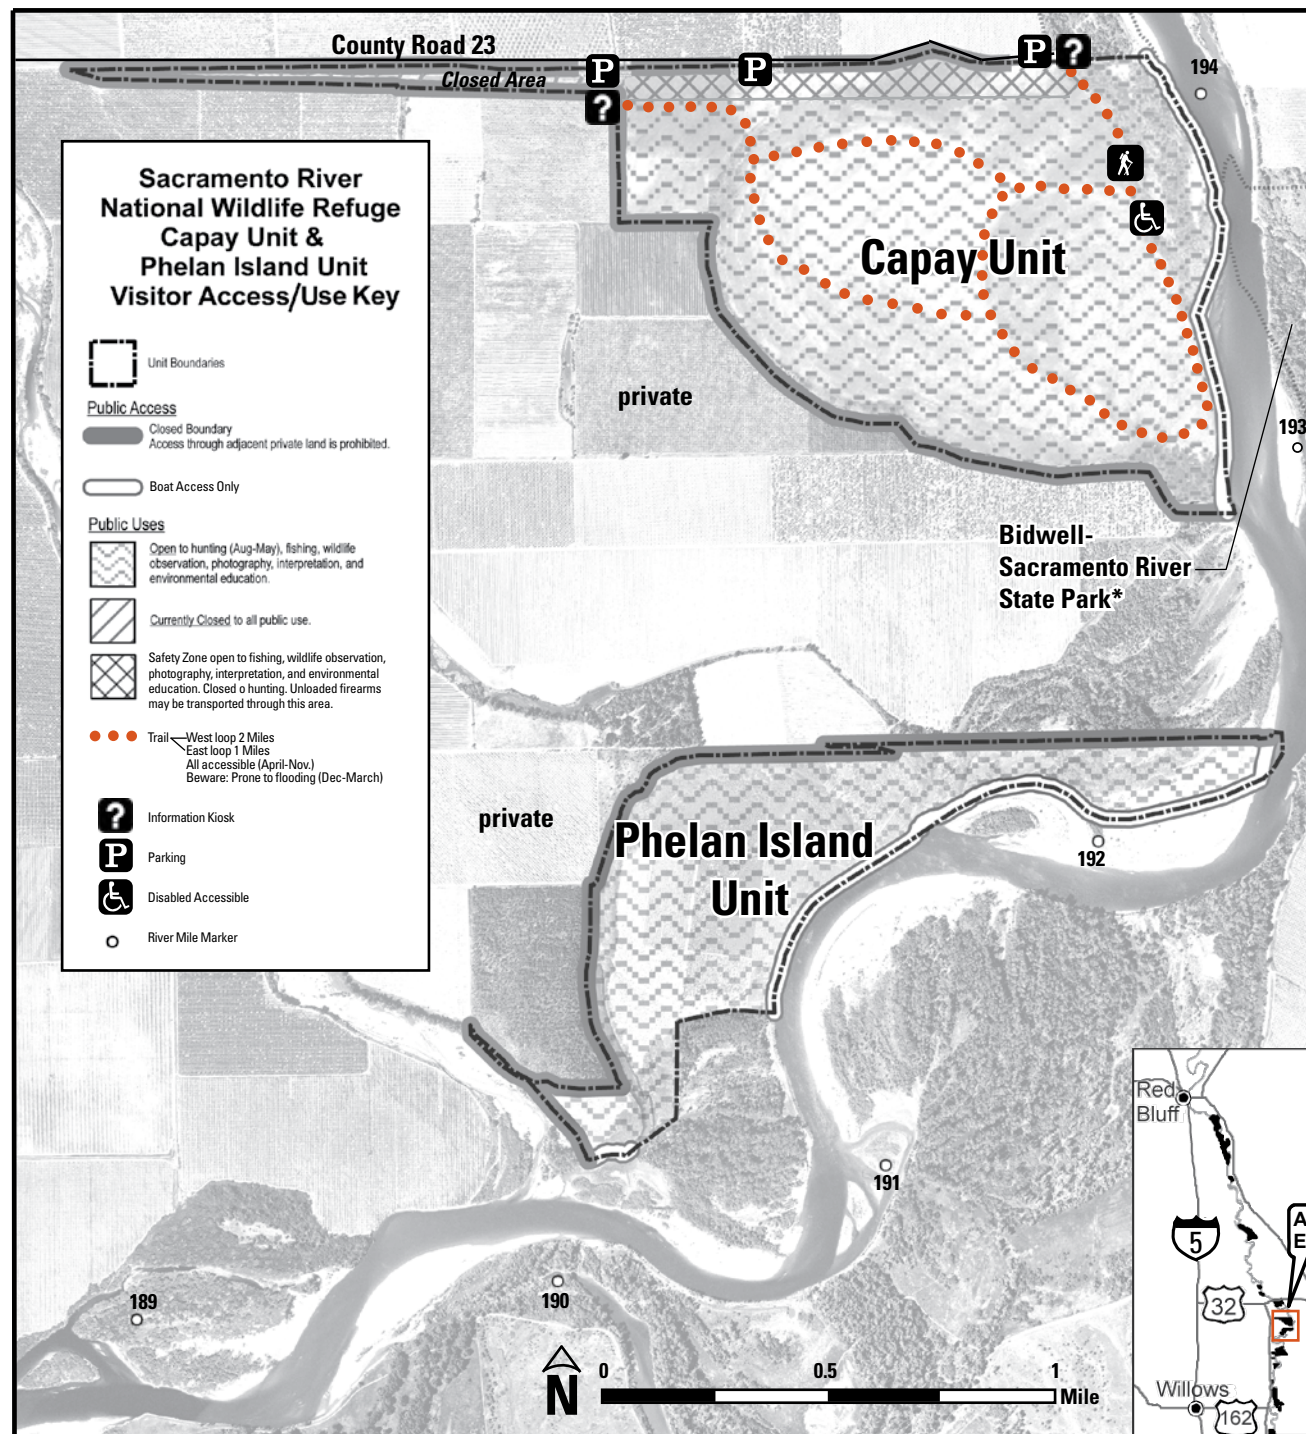 County Road 23
Closed Area
P
P
P
?
?
194
Sacramento River
National Wildlife Refuge
Capay Unit &
Phelan Island Unit
Visitor Access/Use Key
Unit Boundaries
Public Access
Closed Boundary
Access through adjacent private land is prohibited.
Boat Access Only
Public Uses
Open to hunting (Aug-May), fishing, wildlife
observation, photography, interpretation, and
environmental education.
Currently Closed to all public use.
Safety Zone open to fishing, wildlife observation,
photography, interpretation, and environmental
education. Closed o hunting. Unloaded firearms
may be transported through this area.
Trail
West loop 2 Miles
East loop 1 Miles
All accessible (April-Nov.)
Beware: Prone to flooding (Dec-March)
?
Information Kiosk
P
Parking
Disabled Accessible
River Mile Marker
Capay Unit
private
193
Bidwell-
Sacramento River
State Park*
private
Phelan Island
Unit
192
191
190
189
N
0
0.5
1
Mile
Red
Bluff
5
A
E
32
Willows
162